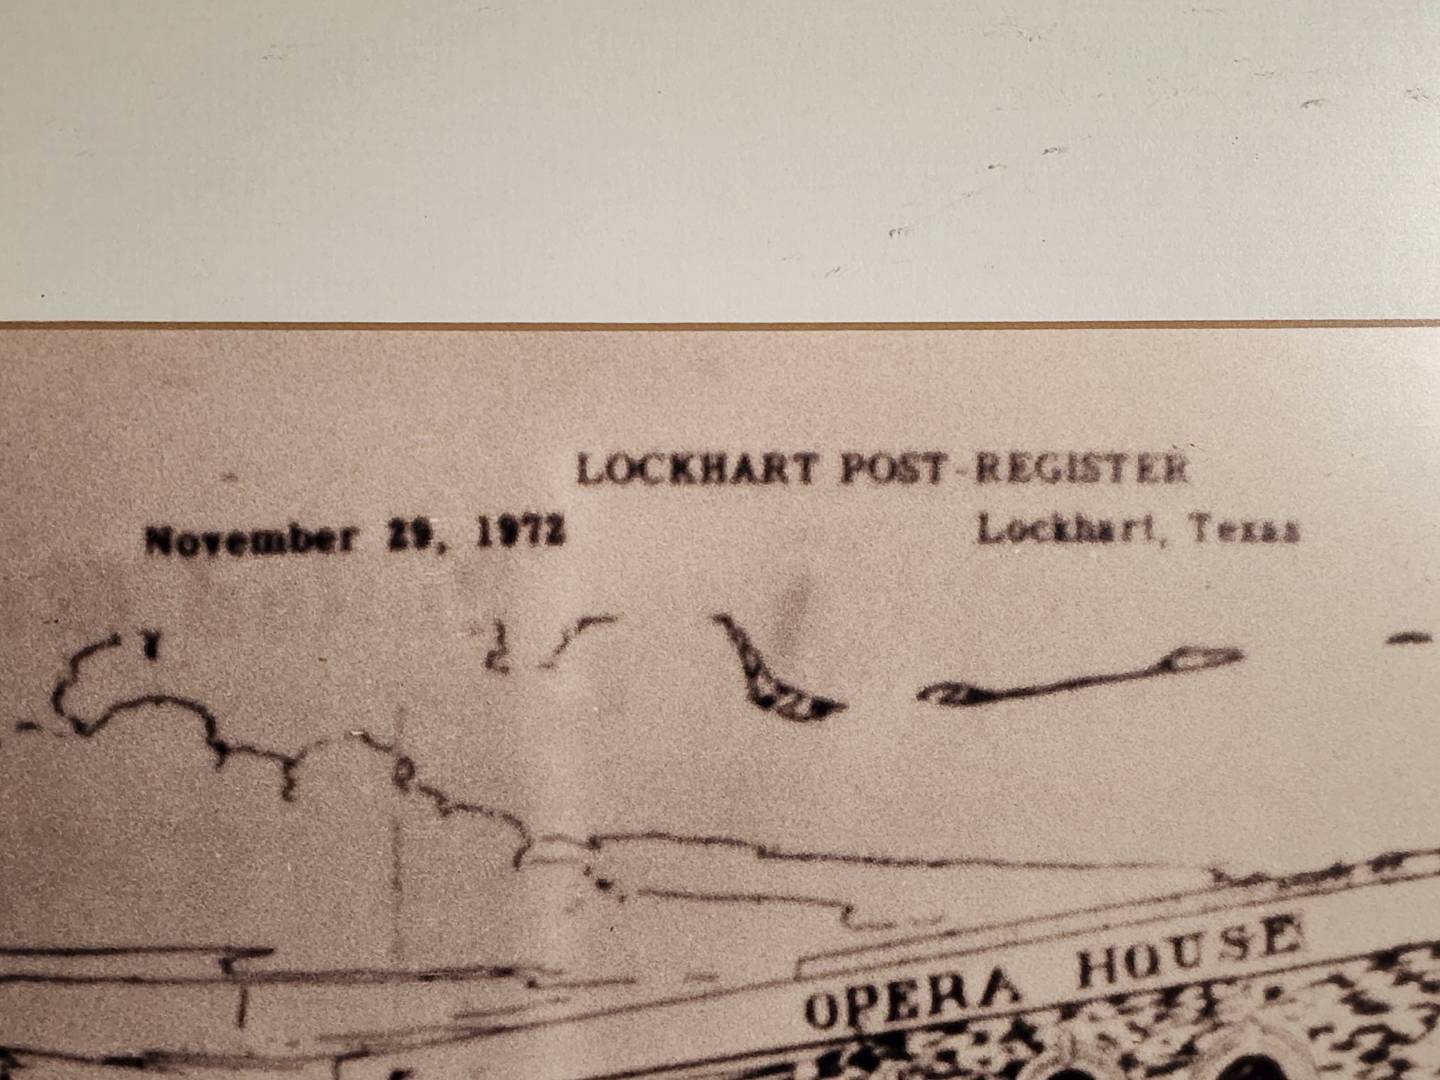 LOCKHART POST-REGISTER
November 29, 1972
Lockhart, Texas
OPERA HOUSE